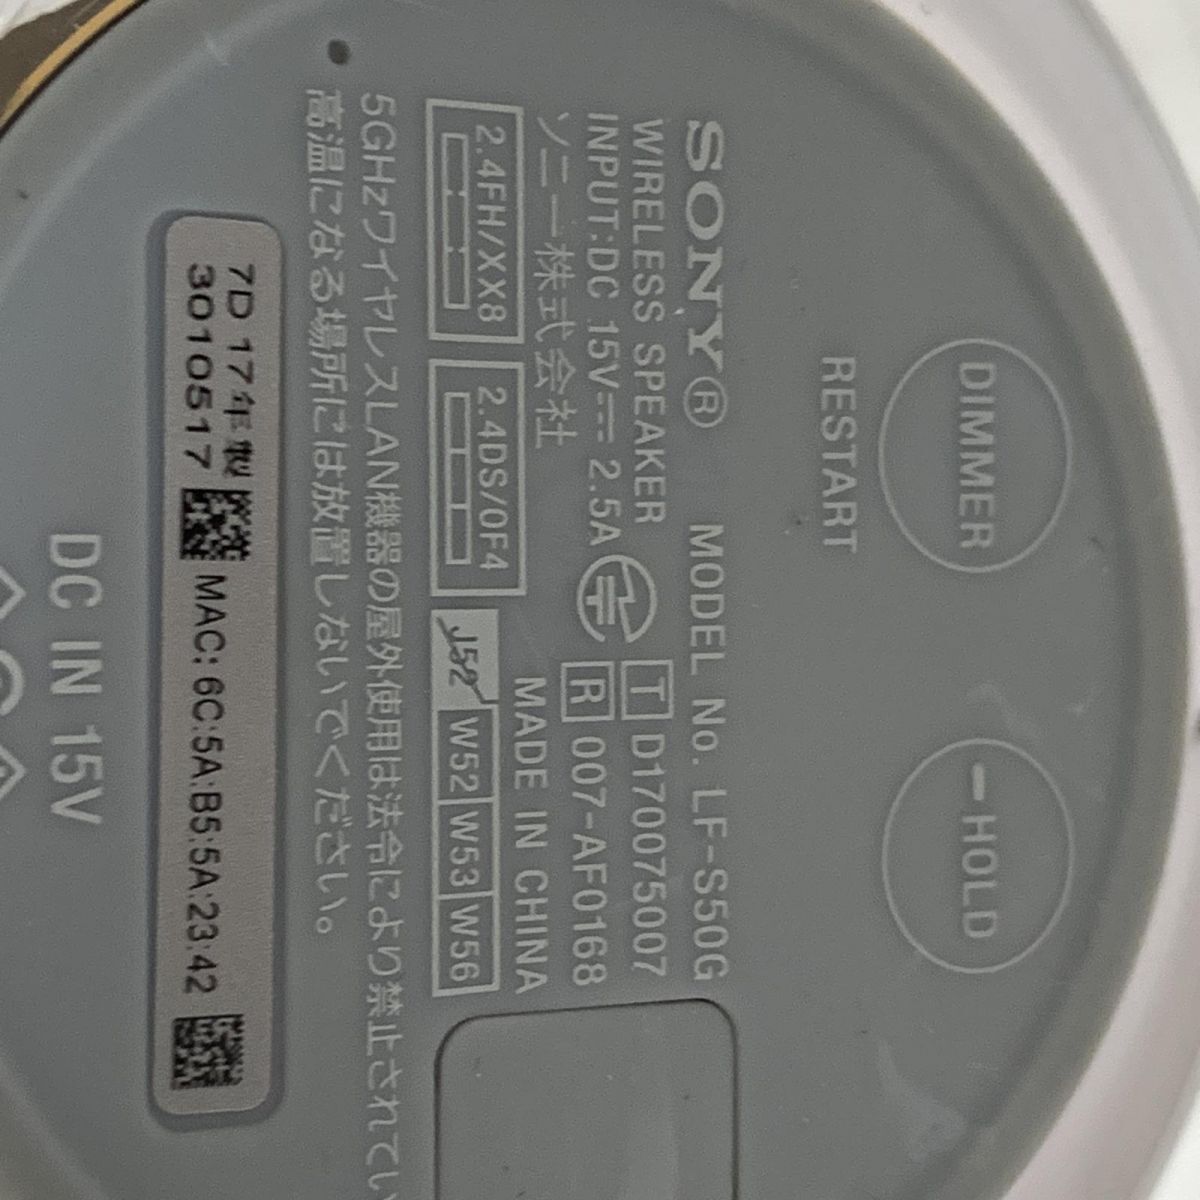 DIMMER
-HOLD
RESTART
SONY® MODEL No. LF-S50G
WIRELESS SPEAKER
INPUT:DC 15V⎓ 2.5A
T D170075007
R 007-AF0168
ソニー株式会社 MADE IN CHINA
2.4FH/XX8 2.4DS/0F4 J52 W52 W53 W56
5GHzワイヤレスLAN機器の屋外使用は法令により禁止されてい
高温になる場所には放置しないでください。
7D 17年製
3010517 MAC: 6C:5A:B5:5A:23:42
DC IN 15V